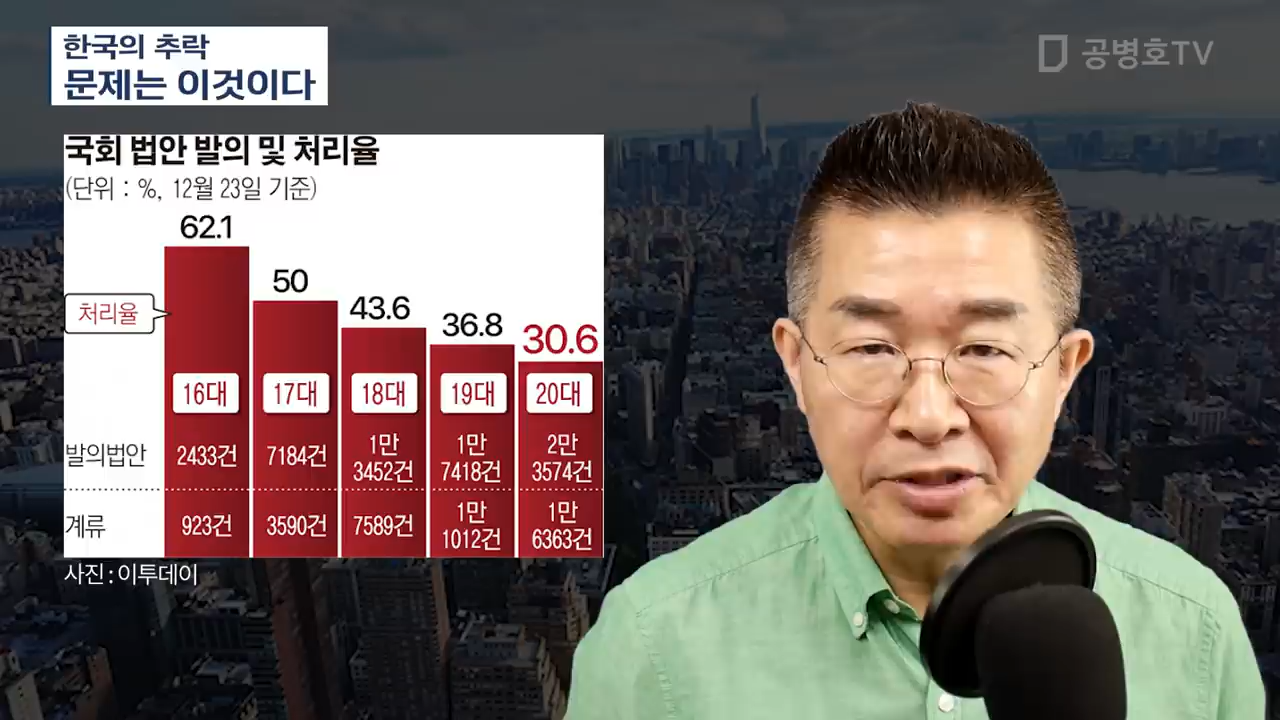 한국의 추락
문제는 이것이다
공병호TV
국회 법안 발의 및 처리율
(단위 : %, 12월 23일 기준)
62.1
50
43.6
36.8
30.6
처리율
16대
17대
18대
19대
20대
발의법안
2433건
7184건
1만
3452건
1만
7418건
2만
3574건
계류
923건
3590건
7589건
1만
1012건
1만
6363건
사진 : 이투데이